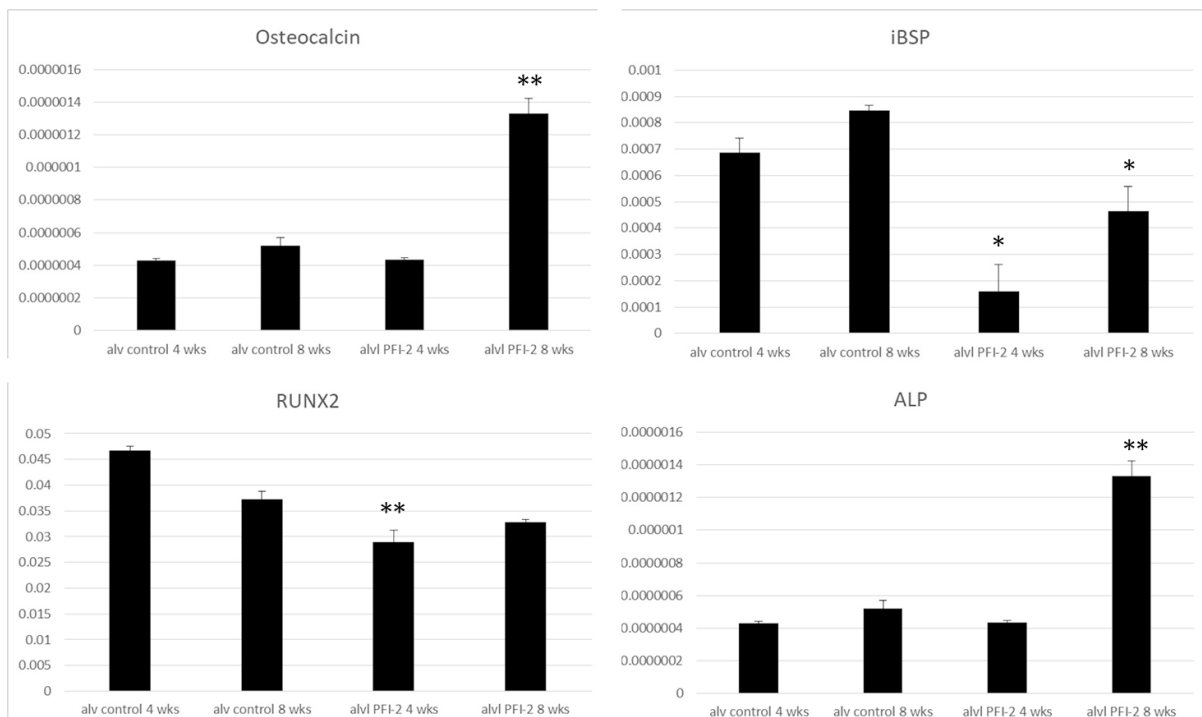 Osteocalcin
0.0000016
0.0000014
0.0000012
0.000001
0.0000008
0.0000006
0.0000004
0.0000002
0
**
alv control 4 wks
alv control 8 wks
alvl PFI-2 4 wks
alvl PFI-2 8 wks
iBSP
0.001
0.0009
0.0008
0.0007
0.0006
0.0005
0.0004
0.0003
0.0002
0.0001
0
*
*
alv control 4 wks
alv control 8 wks
alvl PFI-2 4 wks
alvl PFI-2 8 wks
RUNX2
0.05
0.045
0.04
0.035
0.03
0.025
0.02
0.015
0.01
0.005
0
**
alv control 4 wks
alv control 8 wks
alvl PFI-2 4 wks
alvl PFI-2 8 wks
ALP
0.0000016
0.0000014
0.0000012
0.000001
0.0000008
0.0000006
0.0000004
0.0000002
0
**
alv control 4 wks
alv control 8 wks
alvl PFI-2 4 wks
alvl PFI-2 8 wks